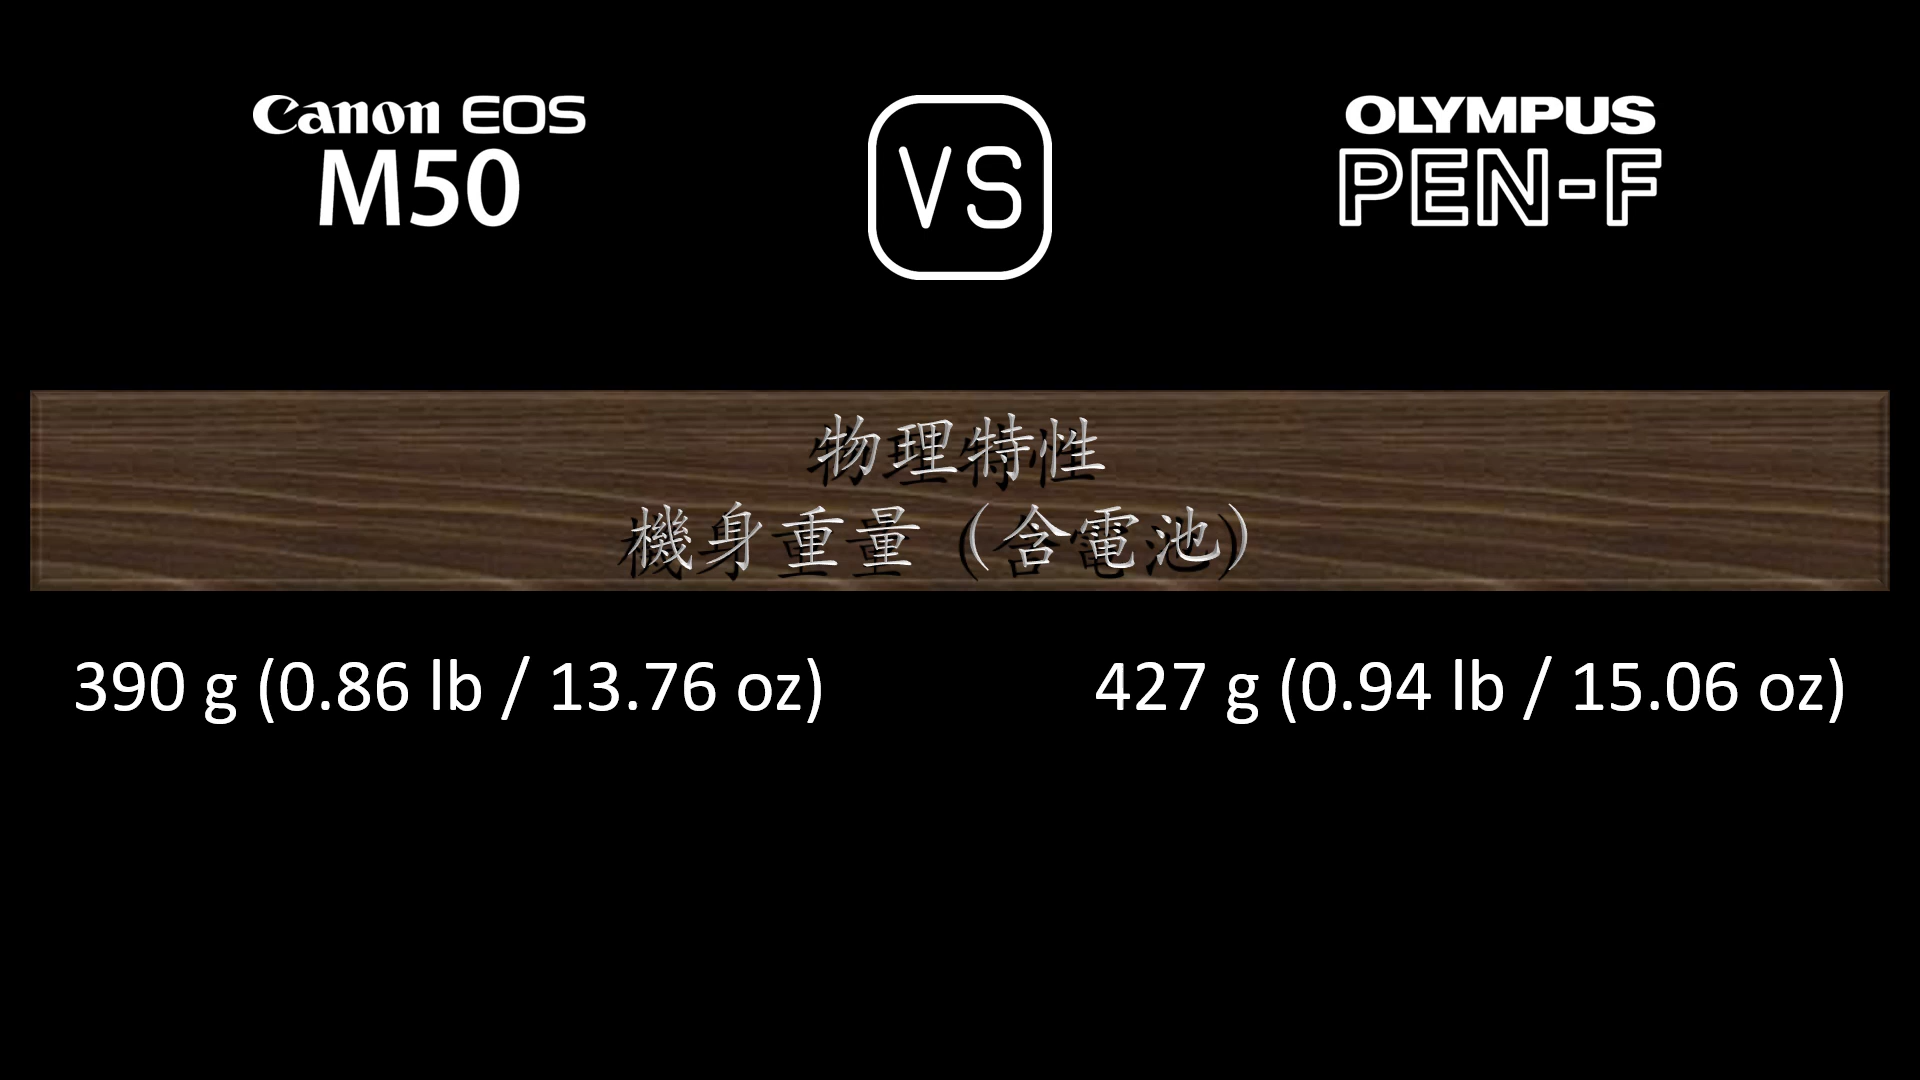 Canon EOS
M50
VS
OLYMPUS
PEN-F
物理特性
機身重量（含電池）
390 g (0.86 lb / 13.76 oz)
427 g (0.94 lb / 15.06 oz)